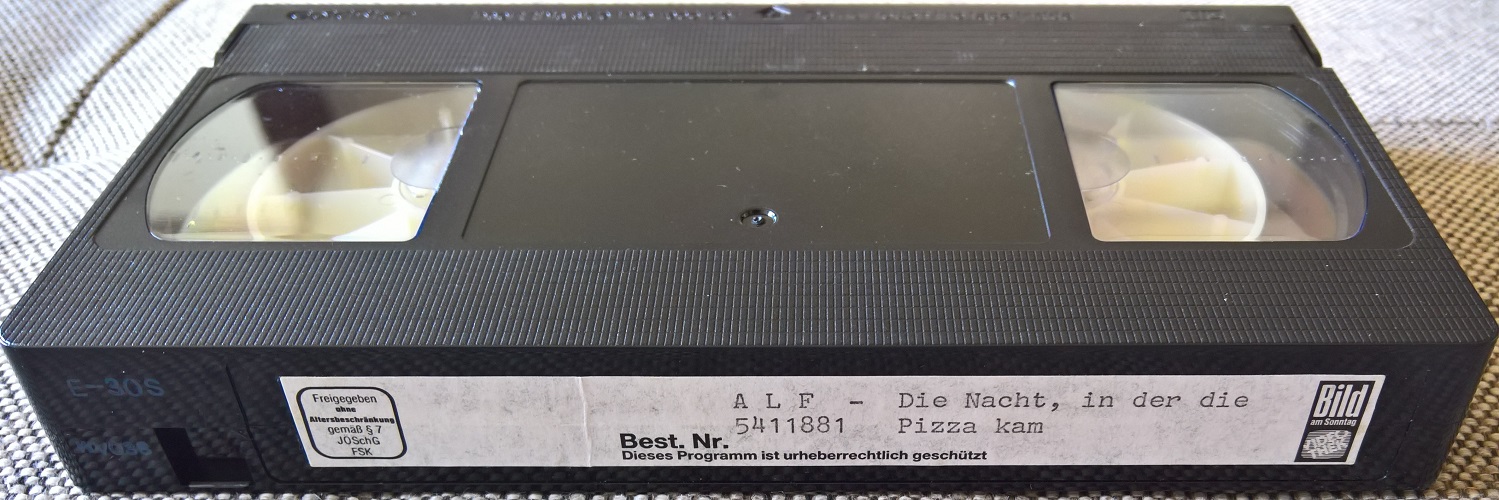 E-30S
Freigegeben
ohne
Altersbeschränkung
gemäß § 7
JÖSchG
FSK
A L F - Die Nacht, in der die
5411881 Pizza kam
Best. Nr.
Dieses Programm ist urheberrechtlich geschützt
Bild
am Sonntag